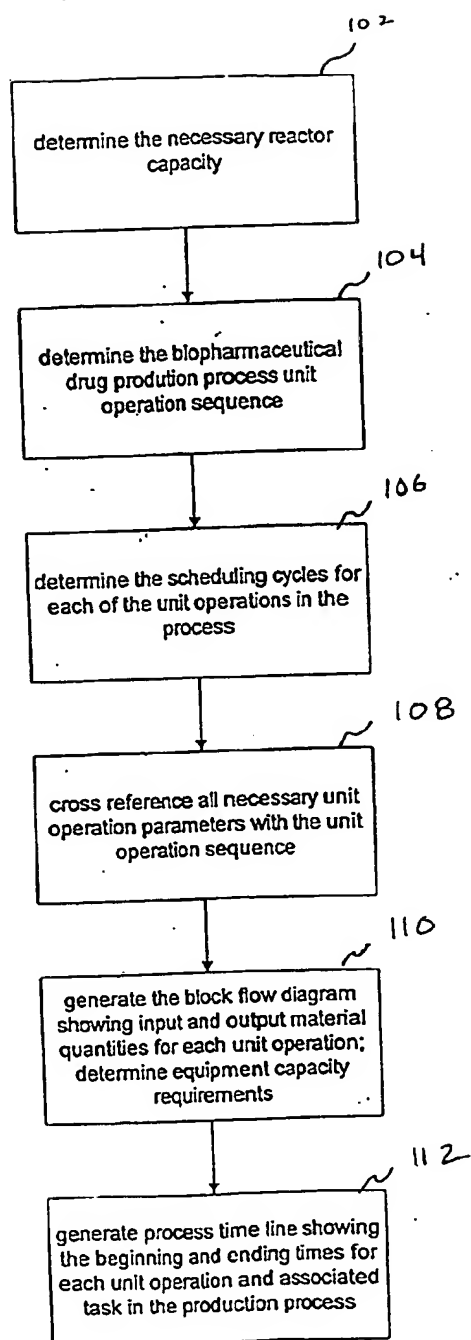 102
determine the necessary reactor
capacity
104
determine the biopharmaceutical
drug prodution process unit
operation sequence
106
determine the scheduling cycles for
each of the unit operations in the
process
108
cross reference all necessary unit
operation parameters with the unit
operation sequence
110
generate the block flow diagram
showing input and output material
quantities for each unit operation;
determine equipment capacity
requirements
112
generate process time line showing
the beginning and ending times for
each unit operation and associated
task in the production process